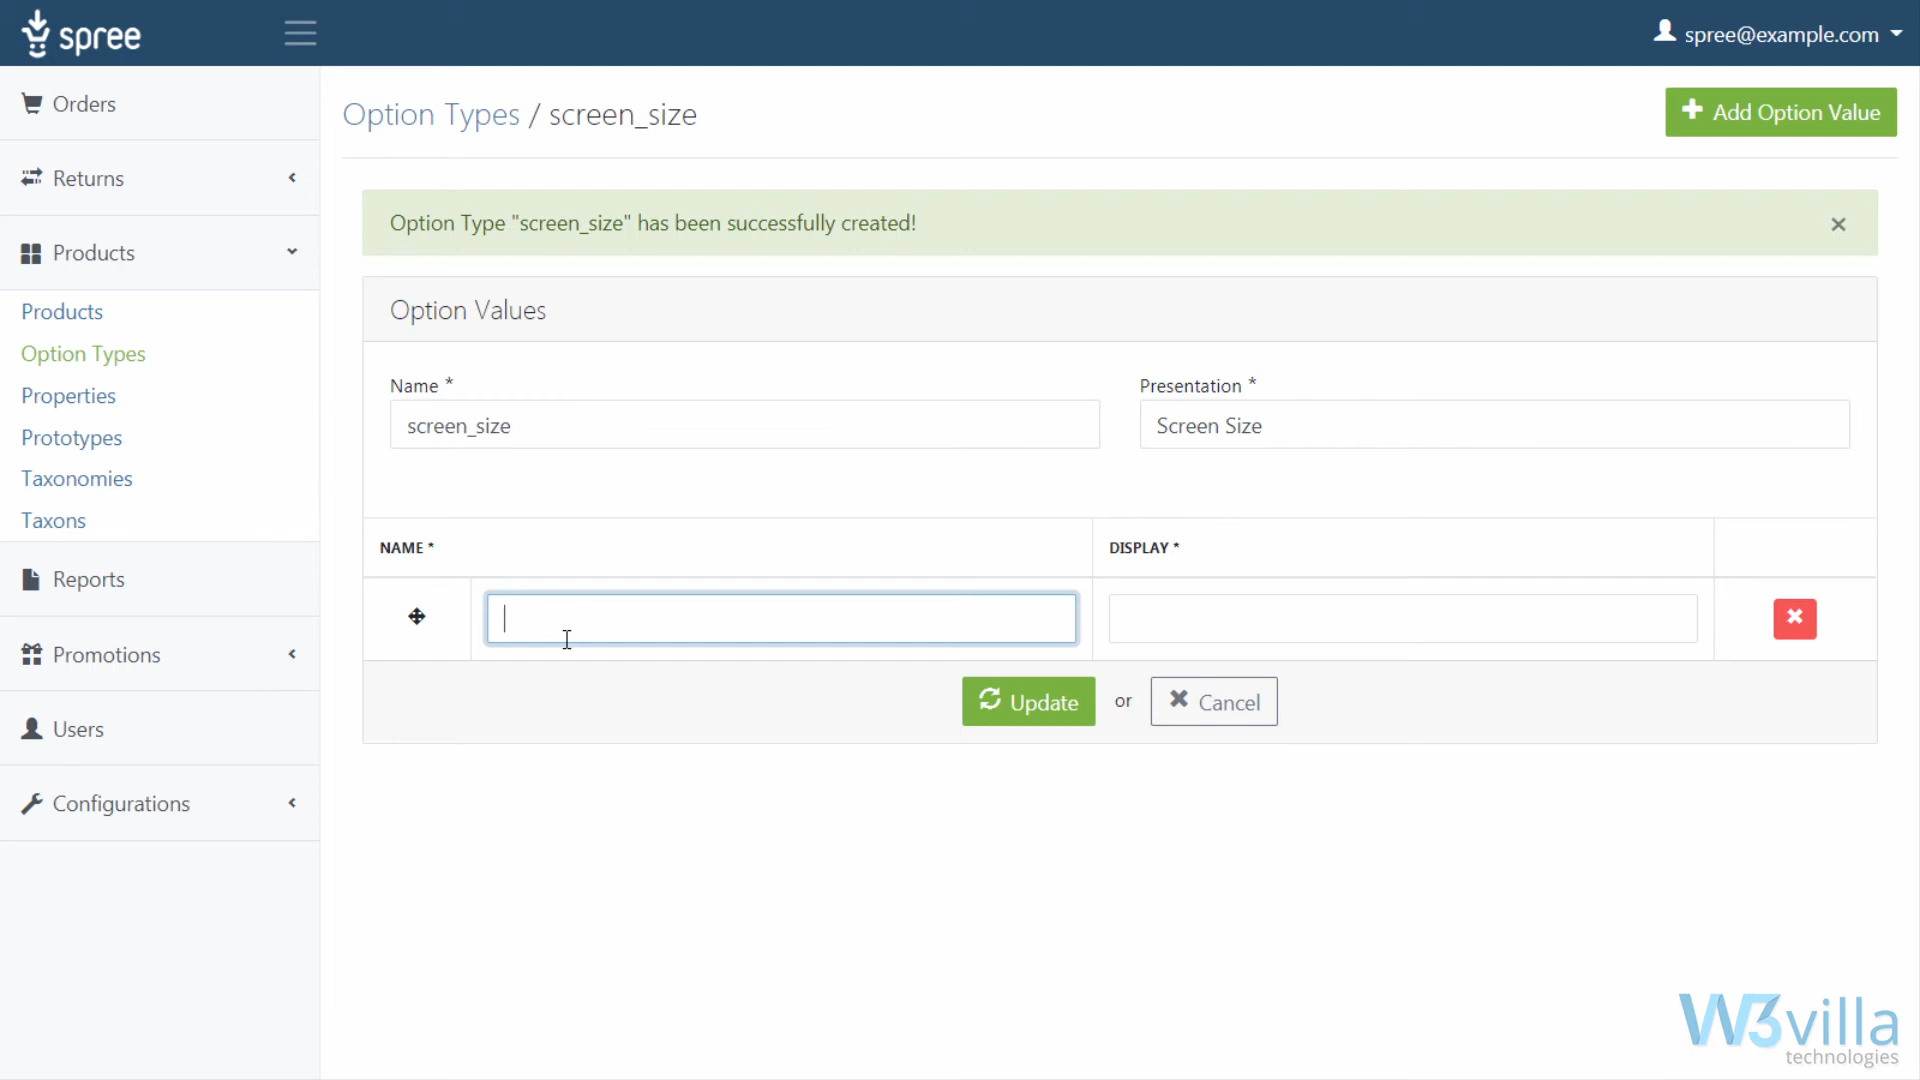 spree
spree@example.com
Orders
Returns
Products
Products
Option Types
Properties
Prototypes
Taxonomies
Taxons
Reports
Promotions
Users
Configurations
Option Types / screen_size
Add Option Value
Option Type "screen_size" has been successfully created!
Option Values
Name * Presentation *
screen_size Screen Size
NAME * DISPLAY *
Update or Cancel
W3villa
technologies